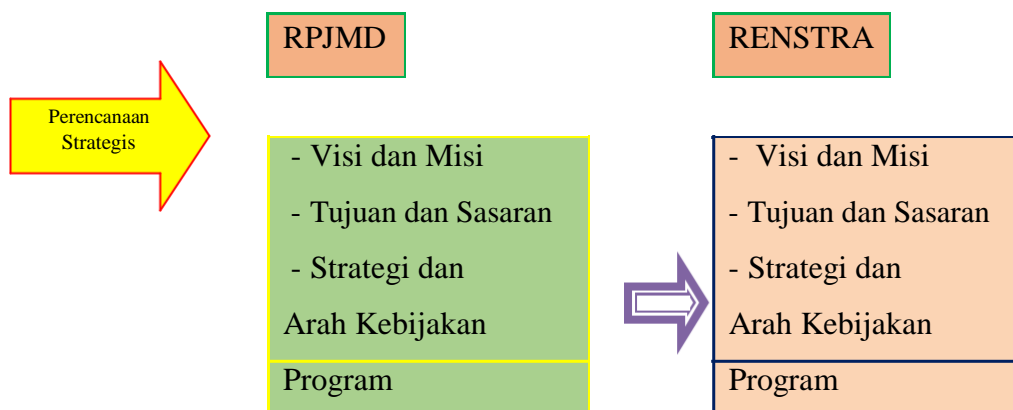 RPJMD
RENSTRA
Perencanaan
Strategis
- Visi dan Misi
- Tujuan dan Sasaran
- Strategi dan
Arah Kebijakan
Program
- Visi dan Misi
- Tujuan dan Sasaran
- Strategi dan
Arah Kebijakan
Program